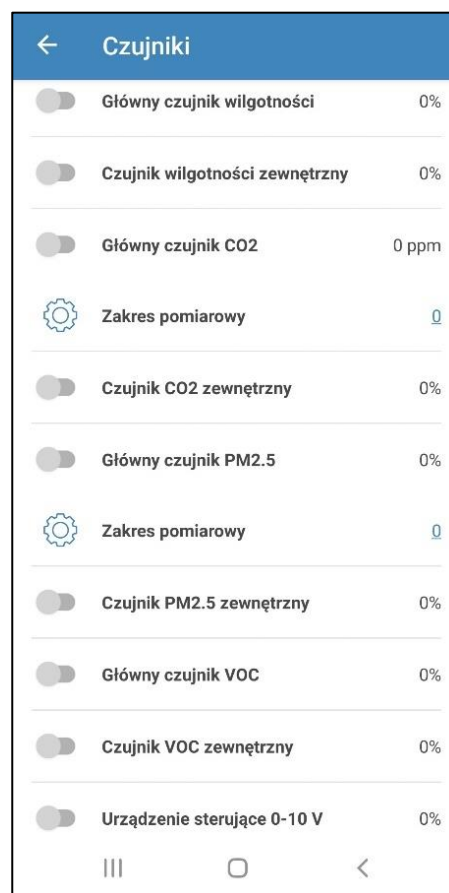 Czujniki
Główny czujnik wilgotności 0%
Czujnik wilgotności zewnętrzny 0%
Główny czujnik CO2 0 ppm
Zakres pomiarowy 0
Czujnik CO2 zewnętrzny 0%
Główny czujnik PM2.5 0%
Zakres pomiarowy 0
Czujnik PM2.5 zewnętrzny 0%
Główny czujnik VOC 0%
Czujnik VOC zewnętrzny 0%
Urządzenie sterujące 0-10 V 0%